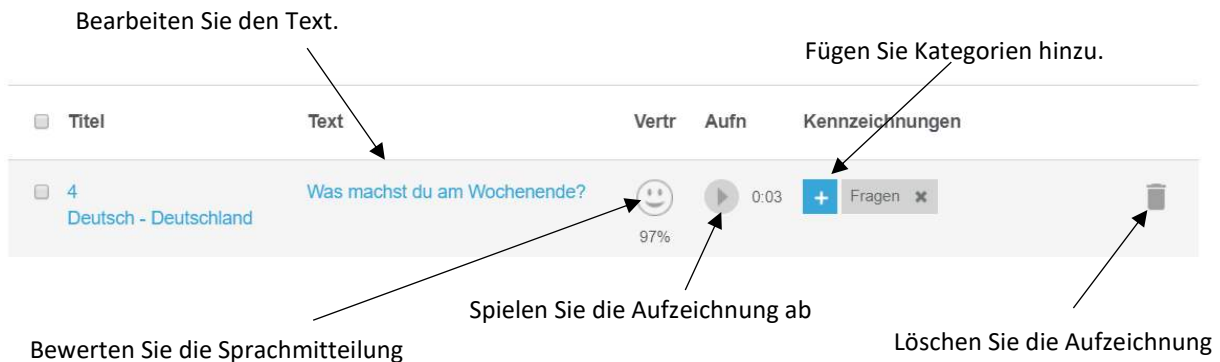 Bearbeiten Sie den Text.
Fügen Sie Kategorien hinzu.
Titel Text Vertr Aufn Kennzeichnungen
4 Was machst du am Wochenende? 0:03 + Fragen ✖
Deutsch - Deutschland
97%
Spielen Sie die Aufzeichnung ab
Löschen Sie die Aufzeichnung
Bewerten Sie die Sprachmitteilung